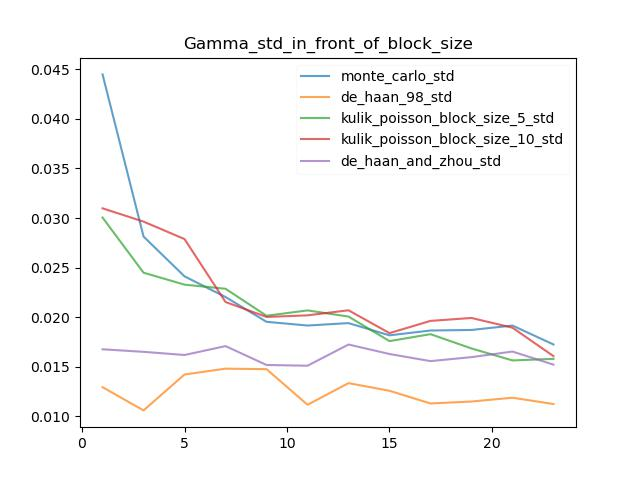 Gamma_std_in_front_of_block_size
0.045
0.040
0.035
0.030
0.025
0.020
0.015
0.010
monte_carlo_std
de_haan_98_std
kulik_poisson_block_size_5_std
kulik_poisson_block_size_10_std
de_haan_and_zhou_std
0 5 10 15 20